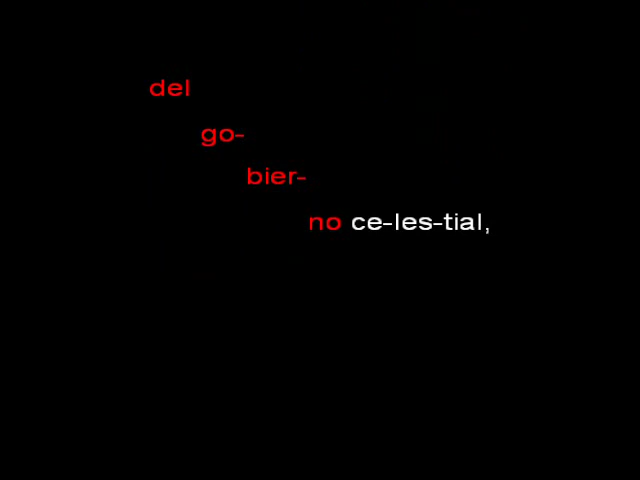 del
go-
bier-
no ce-les-tial,